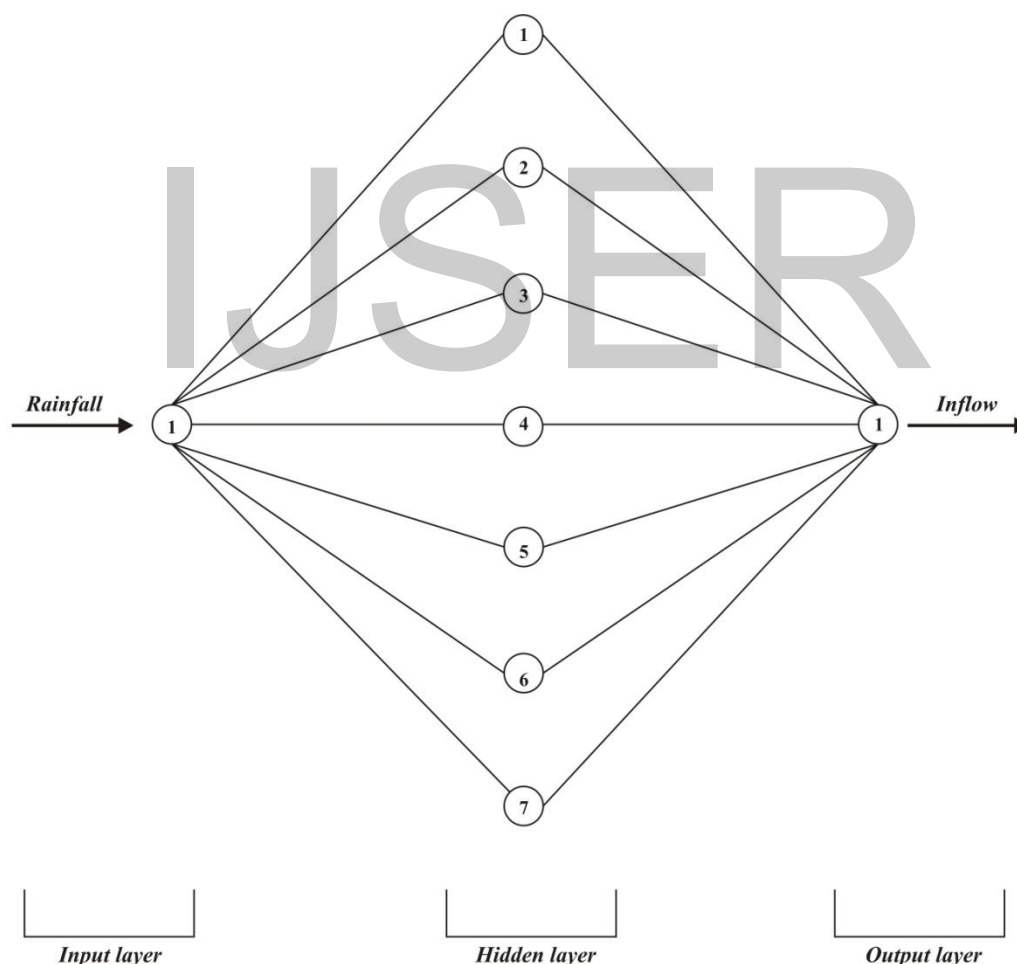 1
2
IJSER
3
Rainfall
Inflow
1
4
1
5
6
7
Input layer
Hidden layer
Output layer